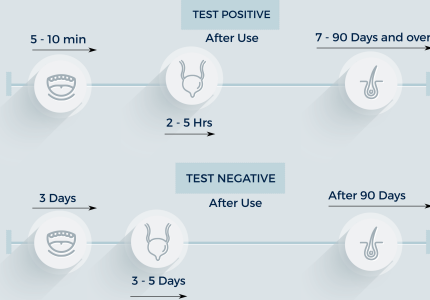 TEST POSITIVE
After Use
5 - 10 min
7 - 90 Days and over
2 - 5 Hrs
TEST NEGATIVE
After Use
3 Days
After 90 Days
3 - 5 Days